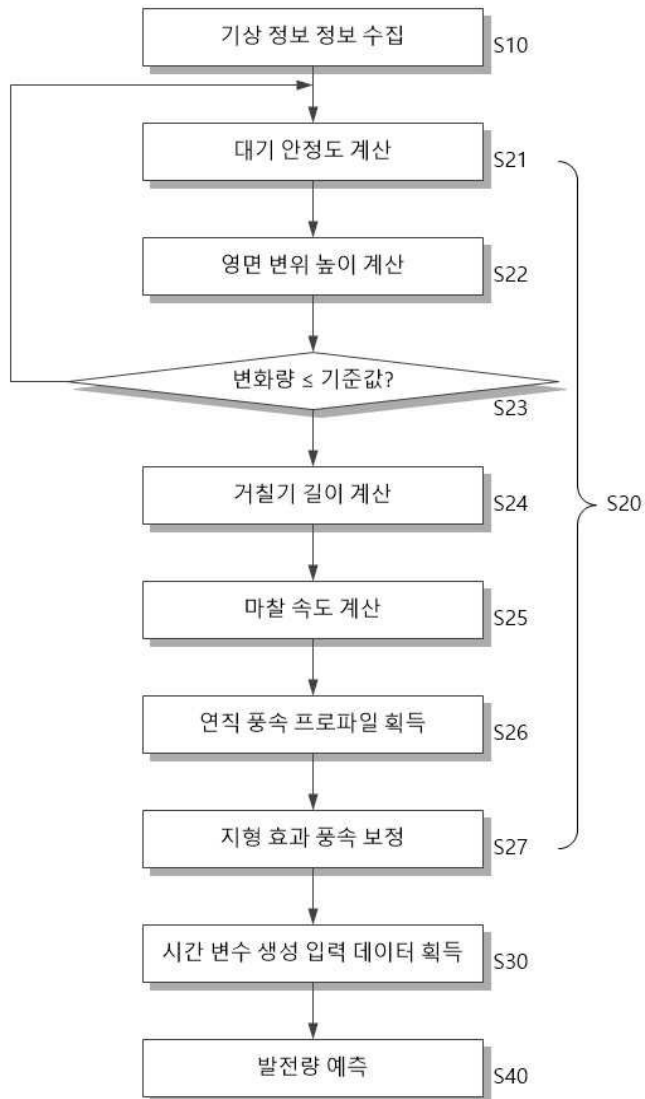 기상 정보 정보 수집
S10
대기 안정도 계산
S21
영면 변위 높이 계산
S22
변화량 ≤ 기준값?
S23
거칠기 길이 계산
S24
S20
마찰 속도 계산
S25
연직 풍속 프로파일 획득
S26
지형 효과 풍속 보정
S27
시간 변수 생성 입력 데이터 획득
S30
발전량 예측
S40